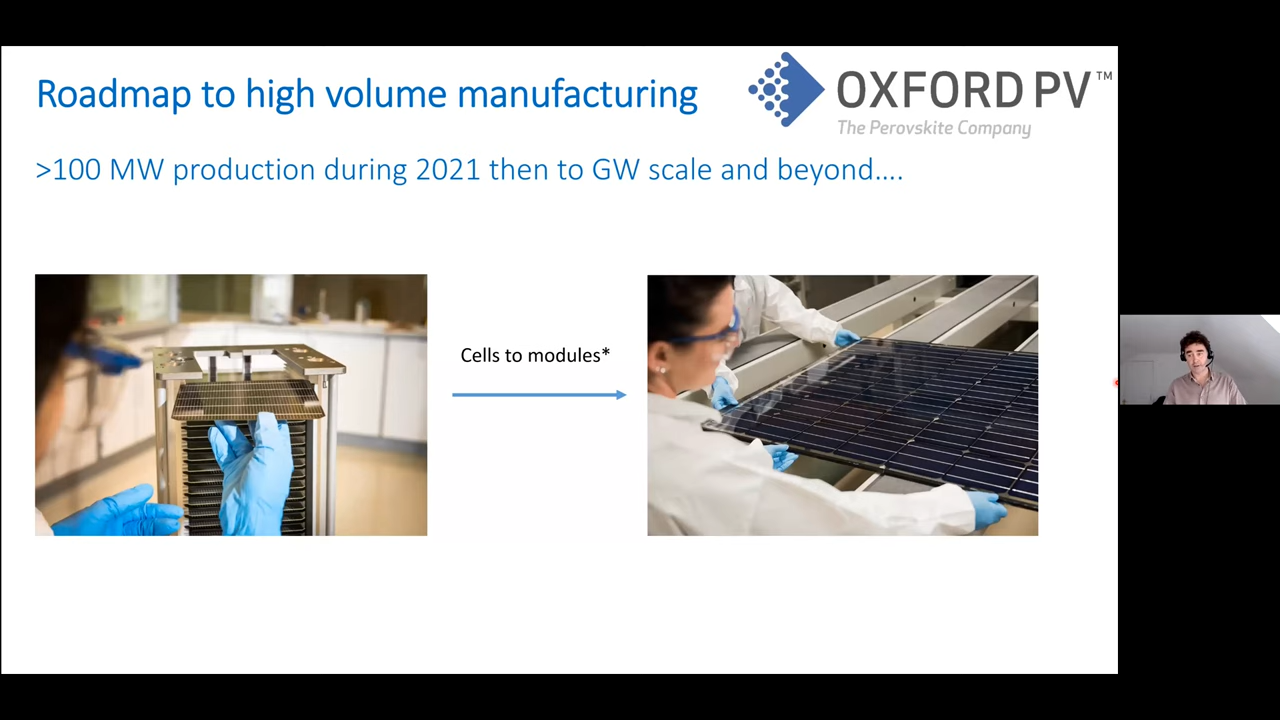 Roadmap to high volume manufacturing
OXFORD PV™
The Perovskite Company
>100 MW production during 2021 then to GW scale and beyond....
Cells to modules*